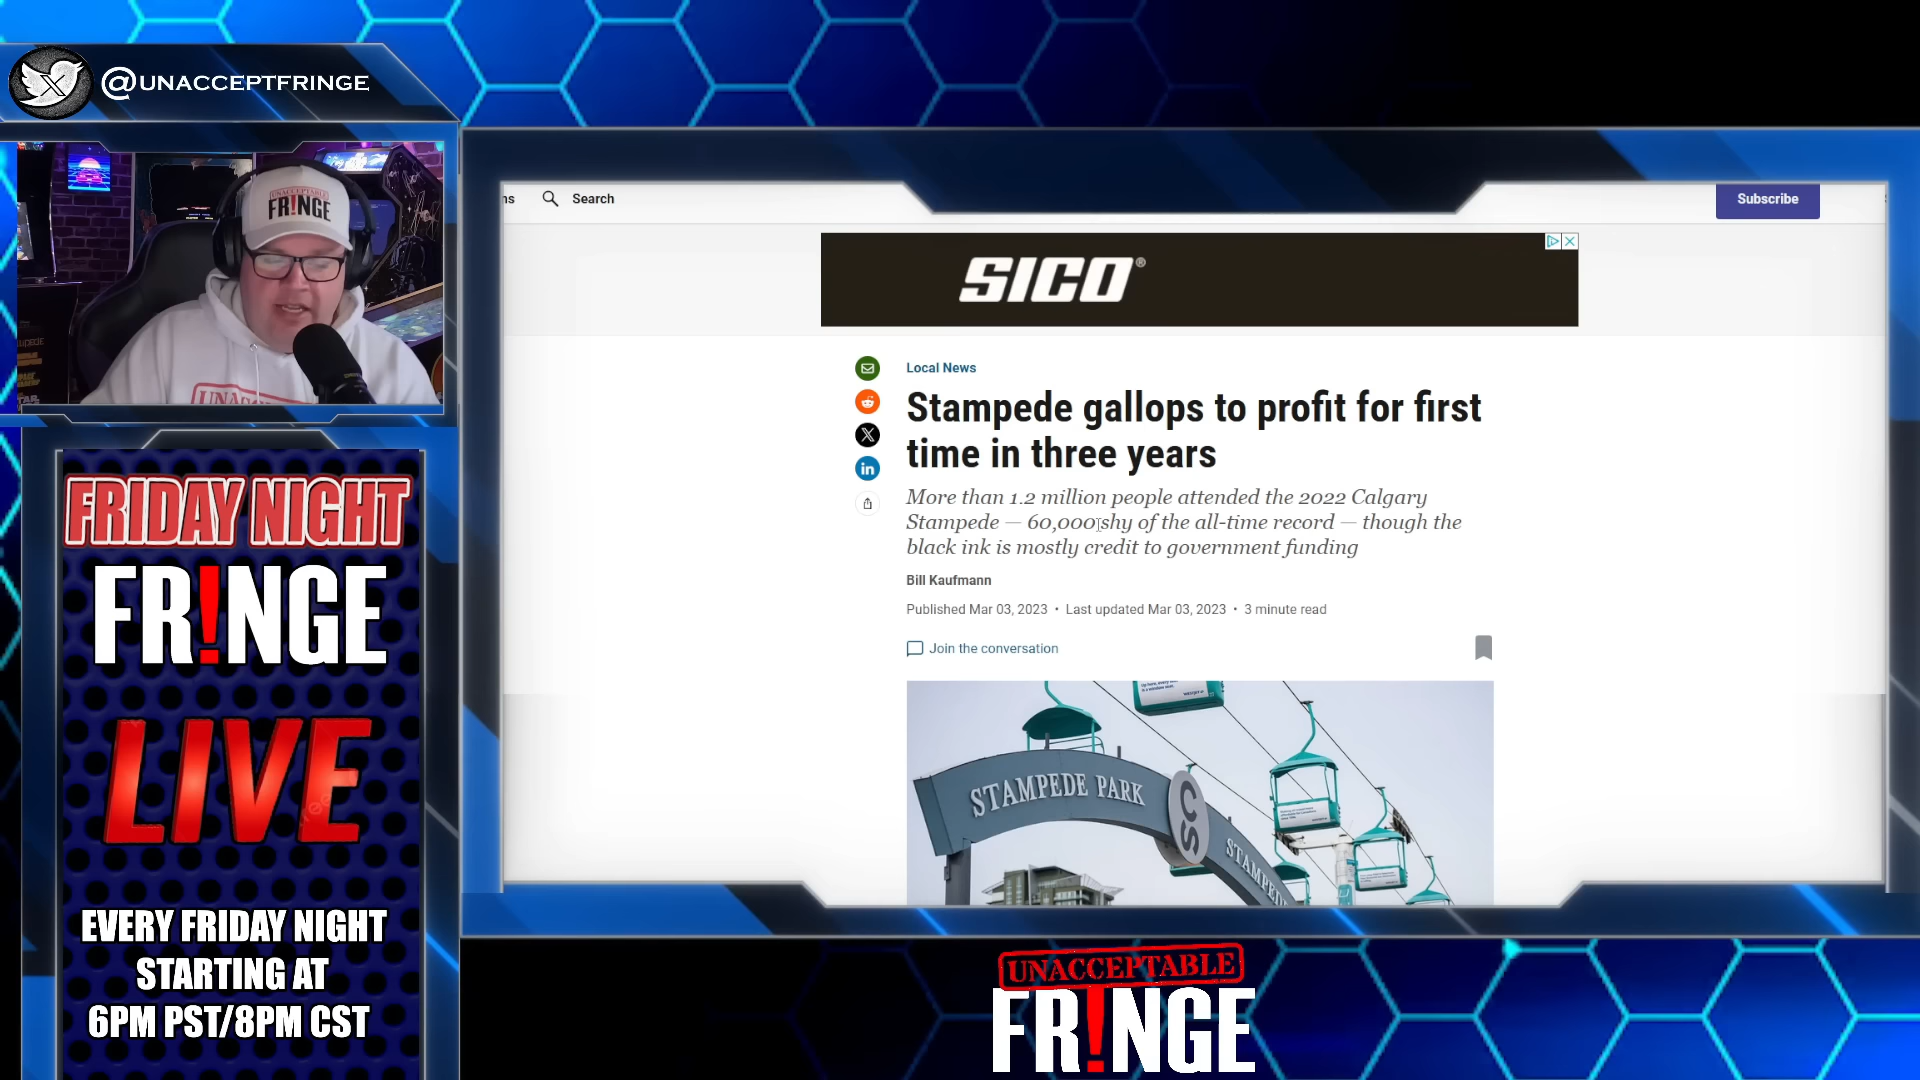 @UNACCEPTFRINGE
UNACCEPTABLE
FR!NGE
FRIDAY NIGHT
FR!NGE
LIVE
EVERY FRIDAY NIGHT
STARTING AT
6PM PST/8PM CST
ns
Search
Subscribe
SICO®
Local News
Stampede gallops to profit for first
time in three years
More than 1.2 million people attended the 2022 Calgary
Stampede — 60,000 shy of the all-time record — though the
black ink is mostly credit to government funding
Bill Kaufmann
Published Mar 03, 2023 • Last updated Mar 03, 2023 • 3 minute read
Join the conversation
STAMPEDE PARK
CS
STAMPEDE
UNACCEPTABLE
FR!NGE